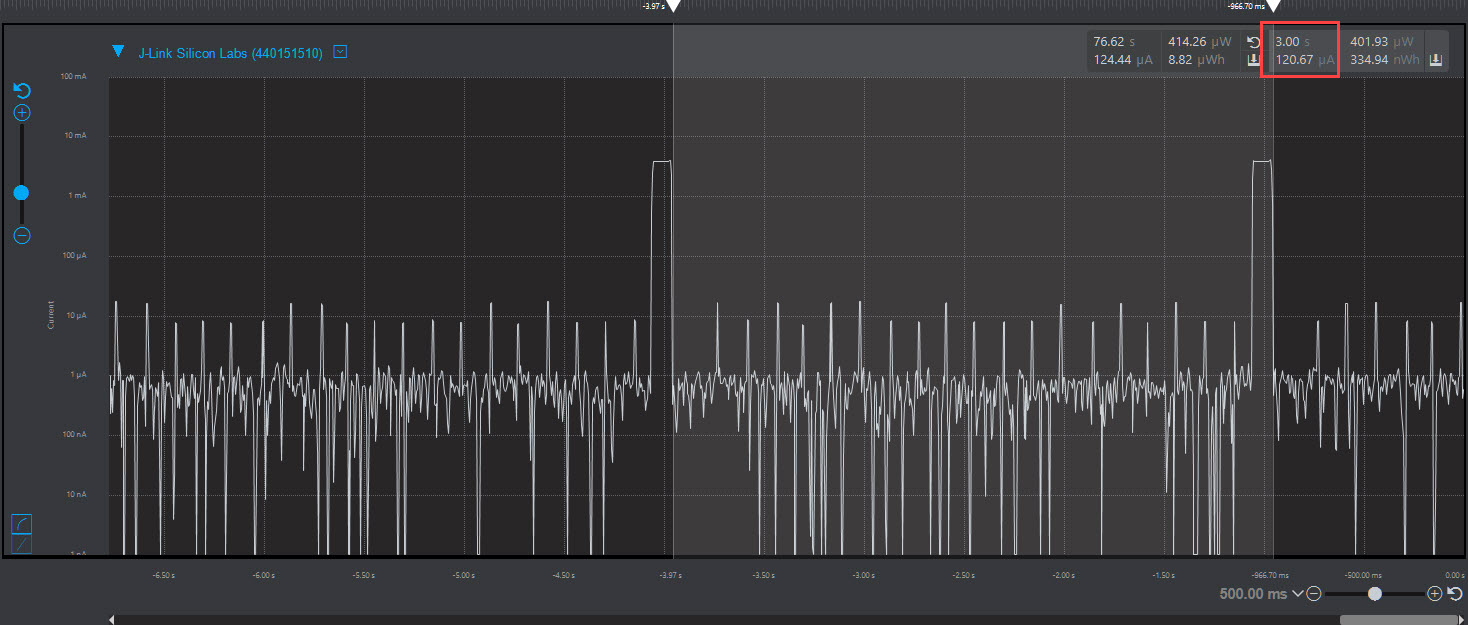 -3.97 s -966.70 ms
J-Link Silicon Labs (440151510)
76.62 s 414.26 µW 3.00 s 401.93 µW
124.44 µA 8.82 µWh 120.67 µA 334.94 nWh
100 mA
10 mA
1 mA
100 µA
Current
10 µA
1 µA
100 nA
10 nA
-6.50 s -6.00 s -5.50 s -5.00 s -4.50 s -3.97 s -3.50 s -3.00 s -2.50 s -2.00 s -1.50 s -966.70 ms -500.00 ms 0.00 s
500.00 ms